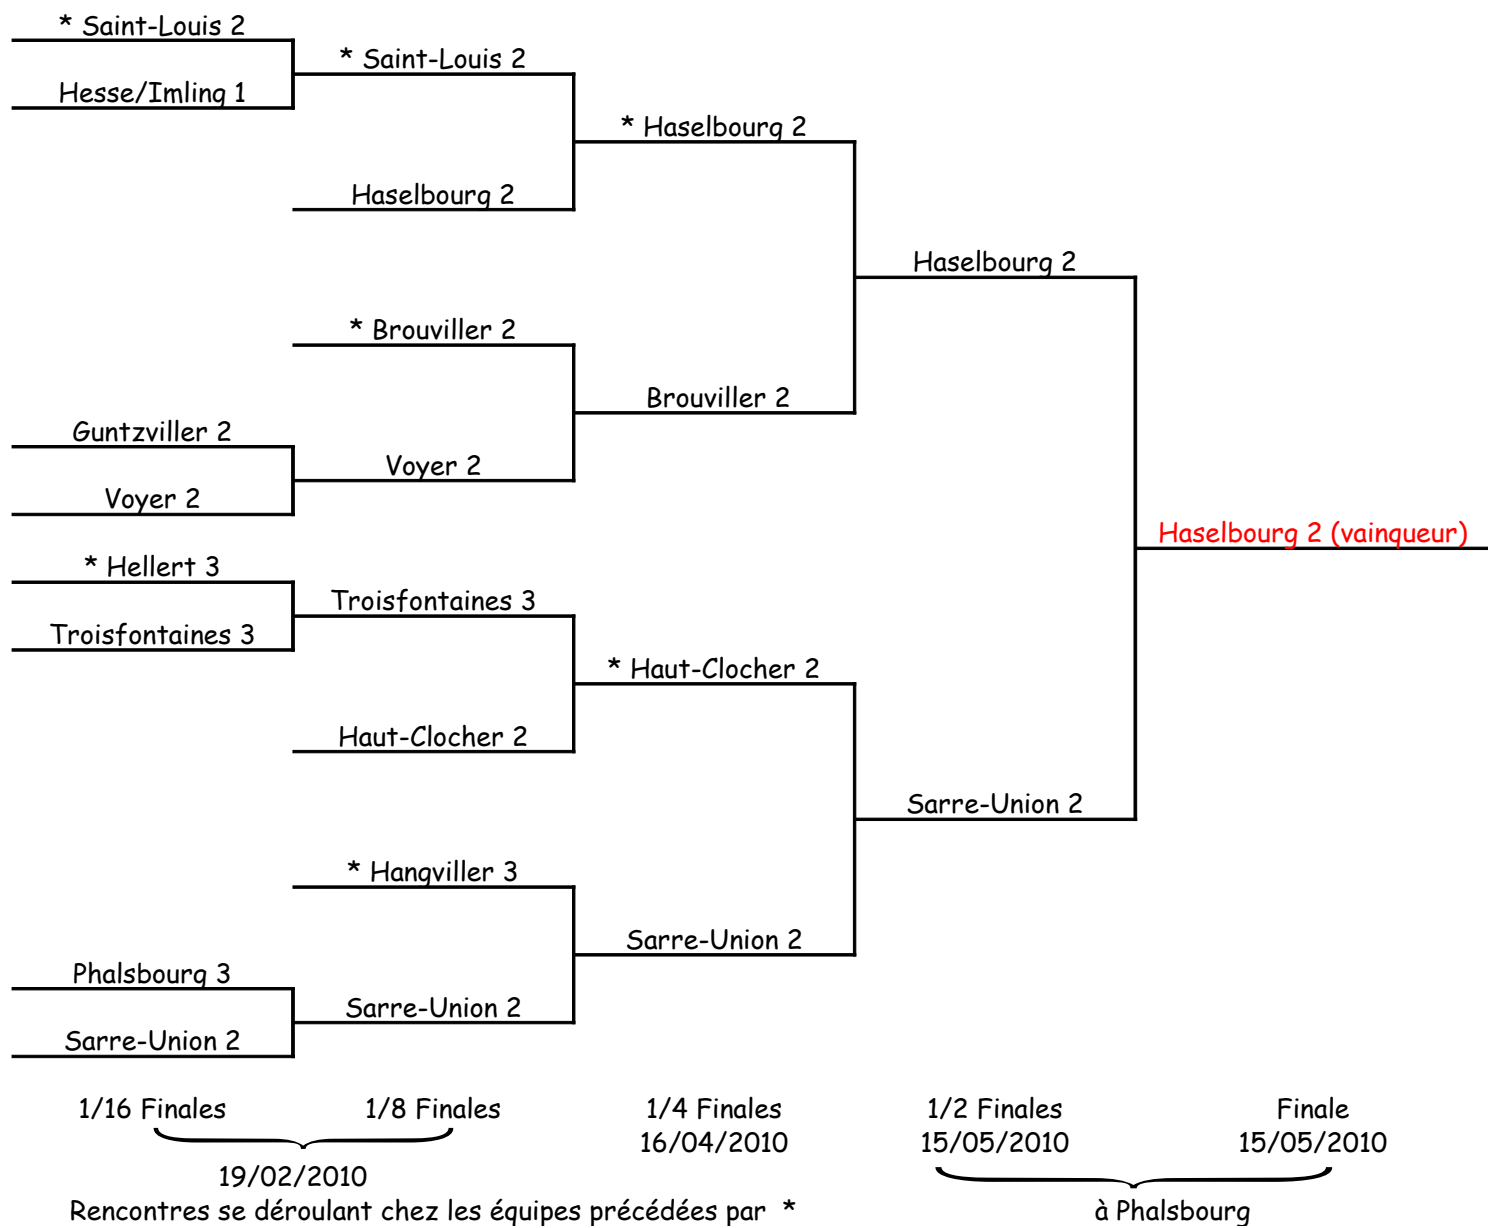 * Saint-Louis 2
* Saint-Louis 2
Hesse/Imling 1
* Haselbourg 2
Haselbourg 2
Haselbourg 2
* Brouviller 2
Brouviller 2
Guntzviller 2
Voyer 2
Voyer 2
Haselbourg 2 (vainqueur)
* Hellert 3
Troisfontaines 3
Troisfontaines 3
* Haut-Clocher 2
Haut-Clocher 2
Sarre-Union 2
* Hangviller 3
Sarre-Union 2
Phalsbourg 3
Sarre-Union 2
Sarre-Union 2
1/16 Finales 1/8 Finales 1/4 Finales 1/2 Finales Finale
16/04/2010 15/05/2010 15/05/2010
19/02/2010
Rencontres se déroulant chez les équipes précédées par * à Phalsbourg